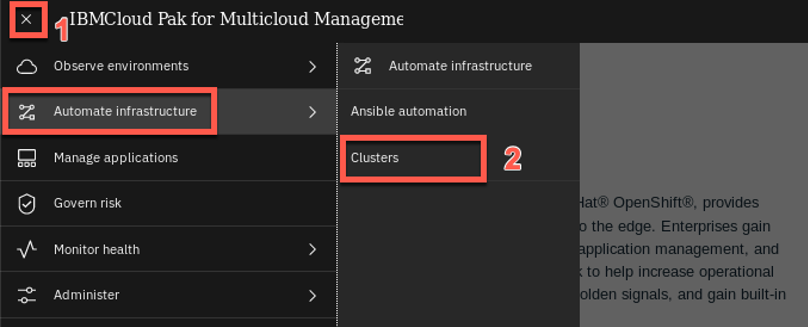 IBMCloud Pak for Multicloud Manageme
1
Observe environments
Automate infrastructure
Manage applications
Govern risk
Monitor health
Administer
Automate infrastructure
Ansible automation
Clusters
2
Hat® OpenShift®, provides
o the edge. Enterprises gain
application management, and
k to help increase operational
olden signals, and gain built-in